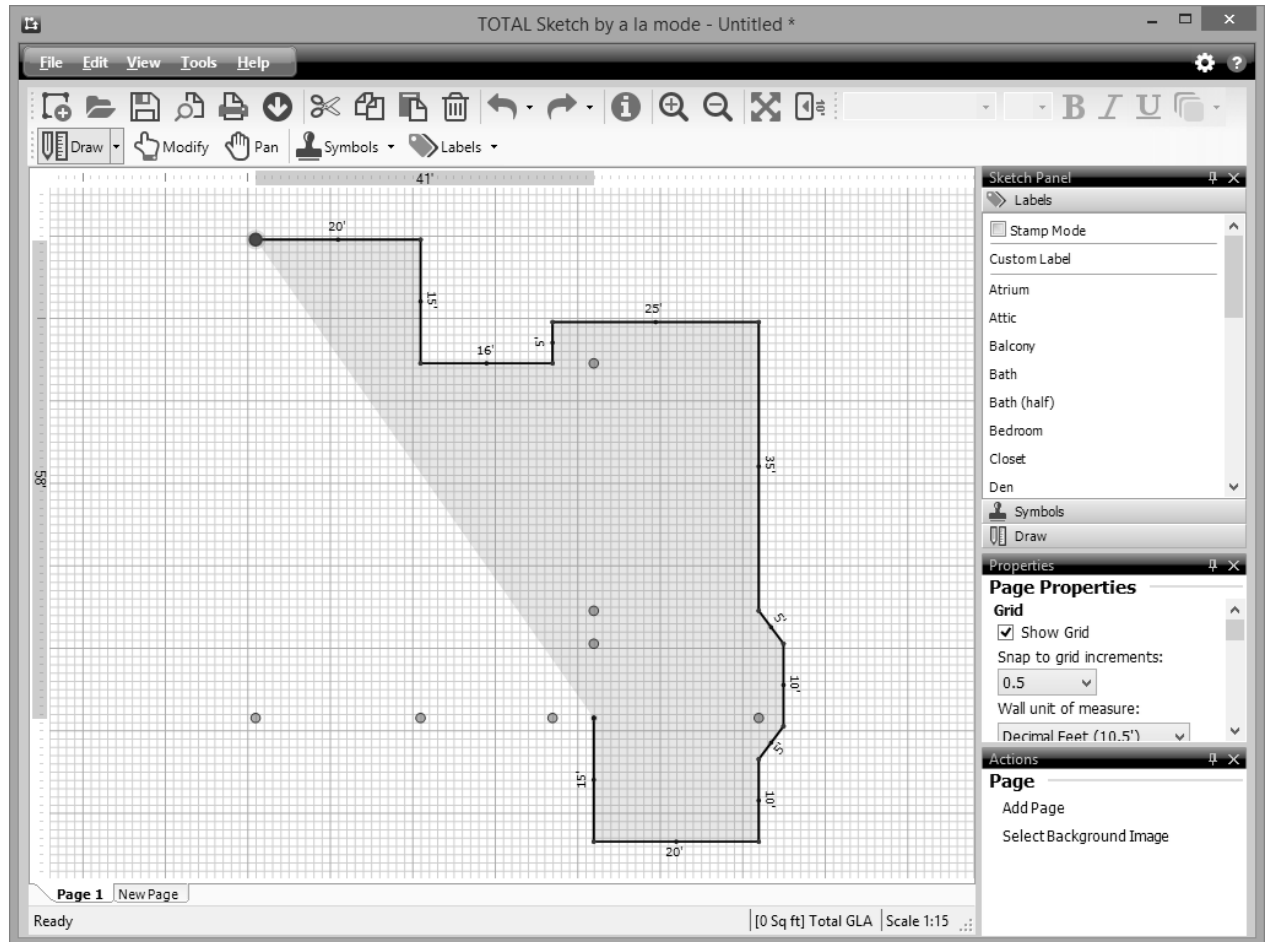 TOTAL Sketch by a la mode - Untitled *
File Edit View Tools Help
B I U
Draw Modify Pan Symbols Labels
41'
58'
20'
15'
16'
5'
25'
35'
5'
10'
5'
10'
20'
15'
Sketch Panel
Labels
Stamp Mode
Custom Label
Atrium
Attic
Balcony
Bath
Bath (half)
Bedroom
Closet
Den
Symbols
Draw
Properties
Page Properties
Grid
Show Grid
Snap to grid increments:
0.5
Wall unit of measure:
Decimal Feet (10.5')
Actions
Page
Add Page
Select Background Image
Page 1 New Page
Ready [0 Sq ft] Total GLA Scale 1:15